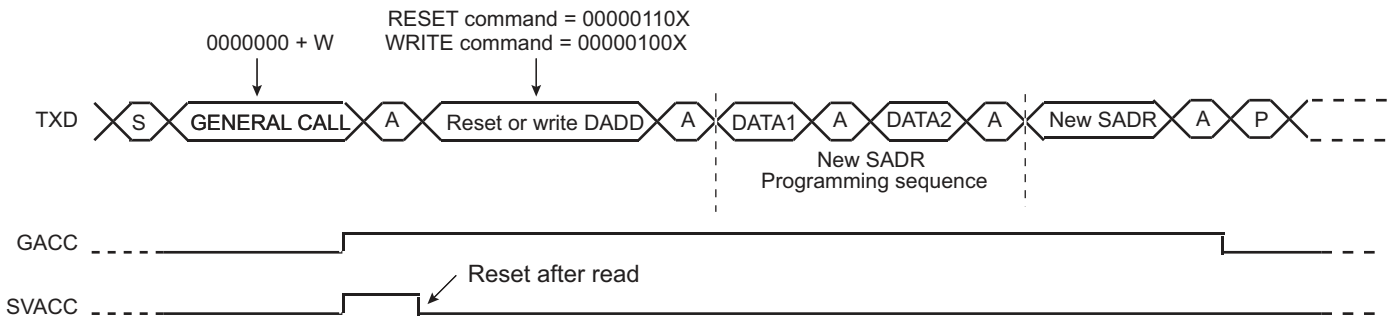 RESET command = 00000110X
0000000 + W
WRITE command = 00000100X
TXD S GENERAL CALL A Reset or write DADD A DATA1 A DATA2 A New SADR A P
New SADR
Programming sequence
GACC
Reset after read
SVACC